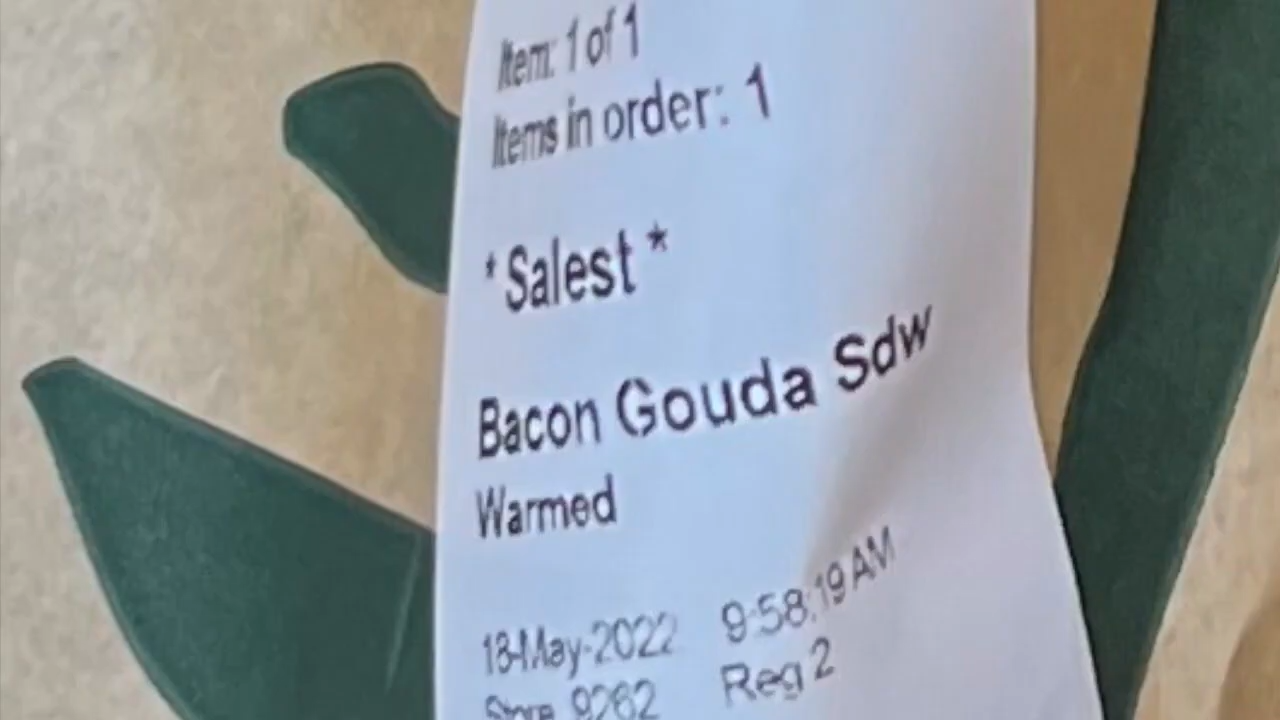 Item: 1 of 1
Items in order: 1
* Salest *
Bacon Gouda Sdw
Warmed
18-May-2022 9:58:19 AM
Store 9262 Reg 2